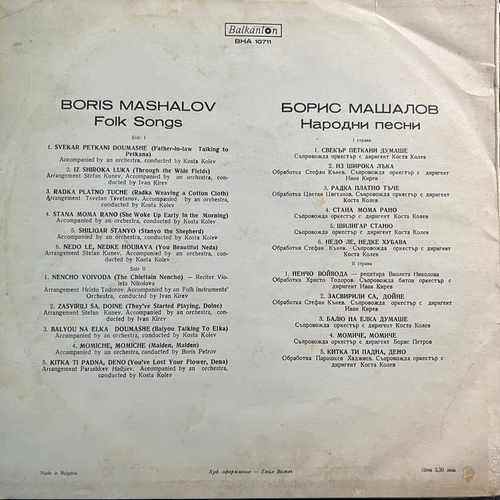 Balkanton
ВНА 10711
BORIS MASHALOV
Folk Songs
Side I
1. SVEKAR PETKANI DOUMASHE (Father-in-law Talking to
Petkana)
Accompanied by an orchestra, conducted by Kosta Kolev
2. IZ SHIROKA LUKA (Through the Wide Fields)
Arrangement Stefan Kunev. Accompanied by an orchestra,
conducted by Ivan Kirev
3. RADKA PLATNO TUCHE (Radka Weaving a Cotton Cloth)
Arrangement Tsvetan Tsvetanov. Accompanied by an orchestra,
conducted by Kosta Kolev
4. STANA MOMA RANO (She Woke Up Early in the Morning)
Accompanied by an orchestra, conducted by Kosta Kolev
5. SHILIGAR STANYO (Stanyo the Shepherd)
Accompanied by an orchestra, conducted by Kosta Kolev
6. NEDO LE, NEDKE HOUBAVA (You Beautiful Neda)
Arrangement Stefan Kunev. Accompanied by an orchestra,
conducted by Kosta Kolev
Side II
1. NENCHO VOIVODA (The Chieftain Nencho) — Reciter Vio-
leta Nikolova
Arrangement Hristo Todorov. Accompanied by an Folk Instruments'
Orchestra, conducted by Ivan Kirev
2. ZASVIRILI SA, DOINE (They've Started Playing, Doine)
Arrangement Stefan Kunev. Accompanied by an orchestra,
conducted by Ivan Kirev
3. BALYOU NA ELKA DOUMASHE (Balyou Talking To Elka)
Accompanied by an orchestra, conducted by Kosta Kolev
4. MOMICHE, MOMICHE (Maiden, Maiden)
Accompanied by an orchestra, conducted by Boris Petrov
5. KITKA TI PADNA, DENO (You've Lost Your Flower, Dena)
Arrangement Parashkev Hadjiev. Accompanied by an orchestra,
conducted by Kosta Kolev
Made in Bulgaria
БОРИС МАШАЛОВ
Народни песни
I страна
1. СВЕКЪР ПЕТКАНИ ДУМАШЕ
Съпровожда оркестър с диригент Коста Колев
2. ИЗ ШИРОКА ЛЪКА
Обработка Стефан Кънев. Съпровожда оркестър с диригент
Иван Кирев
3. РАДКА ПЛАТНО ТЪЧЕ
Обработка Цветан Цветанов. Съпровожда оркестър с диригент
Коста Колев
4. СТАНА МОМА РАНО
Съпровожда оркестър с диригент Коста Колев
5. ШИЛИГАР СТАНЮ
Съпровожда оркестър с диригент Коста Колев
6. НЕДО ЛЕ, НЕДКЕ ХУБАВА
Обработка Стефан Кънев. Съпровожда оркестър с диригент
Коста Колев
II страна
1. НЕНЧО ВОЙВОДА — рецитира Виолета Николова
Обработка Христо Тодоров. Съпровожда битов оркестър с
диригент Иван Кирев
2. ЗАСВИРИЛИ СА, ДОЙНЕ
Обработка Стефан Кънев. Съпровожда оркестър с диригент
Иван Кирев
3. БАЛЮ НА ЕЛКА ДУМАШЕ
Съпровожда оркестър с диригент Коста Колев
4. МОМИЧЕ, МОМИЧЕ
Съпровожда оркестър с диригент Борис Петров
5. КИТКА ТИ ПАДНА, ДЕНО
Обработка Парашкев Хаджиев. Съпровожда оркестър с
диригент Коста Колев
Худ. оформление —
Цена 3,30 лева